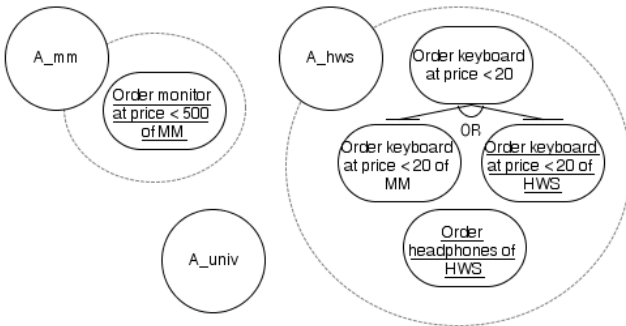 A_mm
Order monitor
at price < 500
of MM
A_hws
Order keyboard
at price < 20
OR
Order keyboard
at price < 20 of
MM
Order keyboard
at price < 20 of
HWS
A_univ
Order
headphones of
HWS